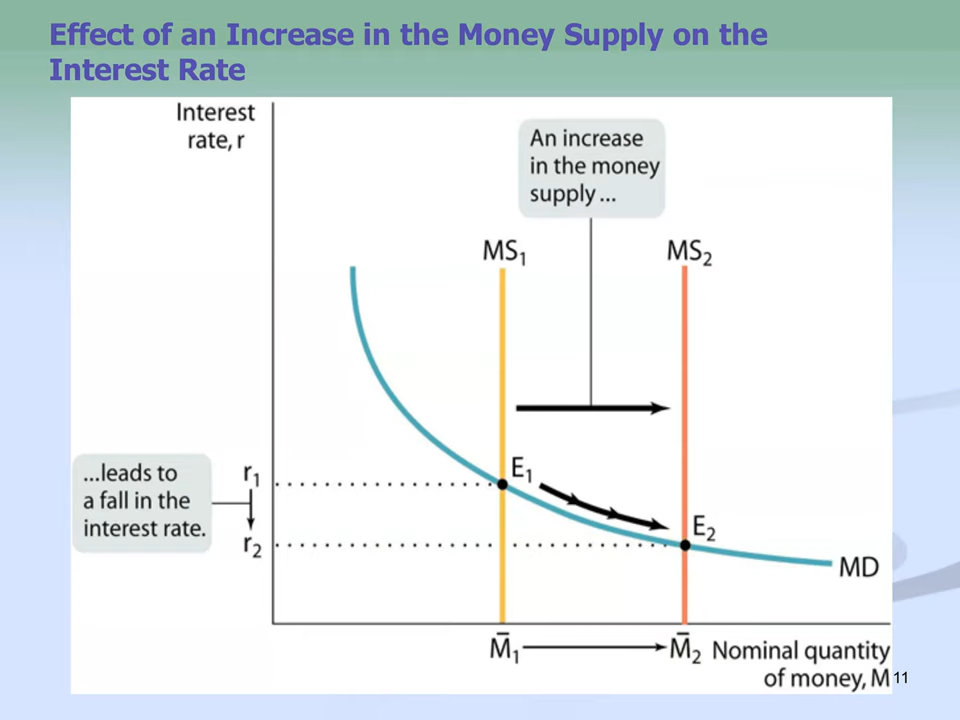 Effect of an Increase in the Money Supply on the
Interest Rate
Interest
rate, r
An increase
in the money
supply ...
MS₁
MS₂
...leads to
a fall in the
interest rate.
r₁
r₂
E₁
E₂
MD
M̄₁
M̄₂
Nominal quantity
of money, M
11